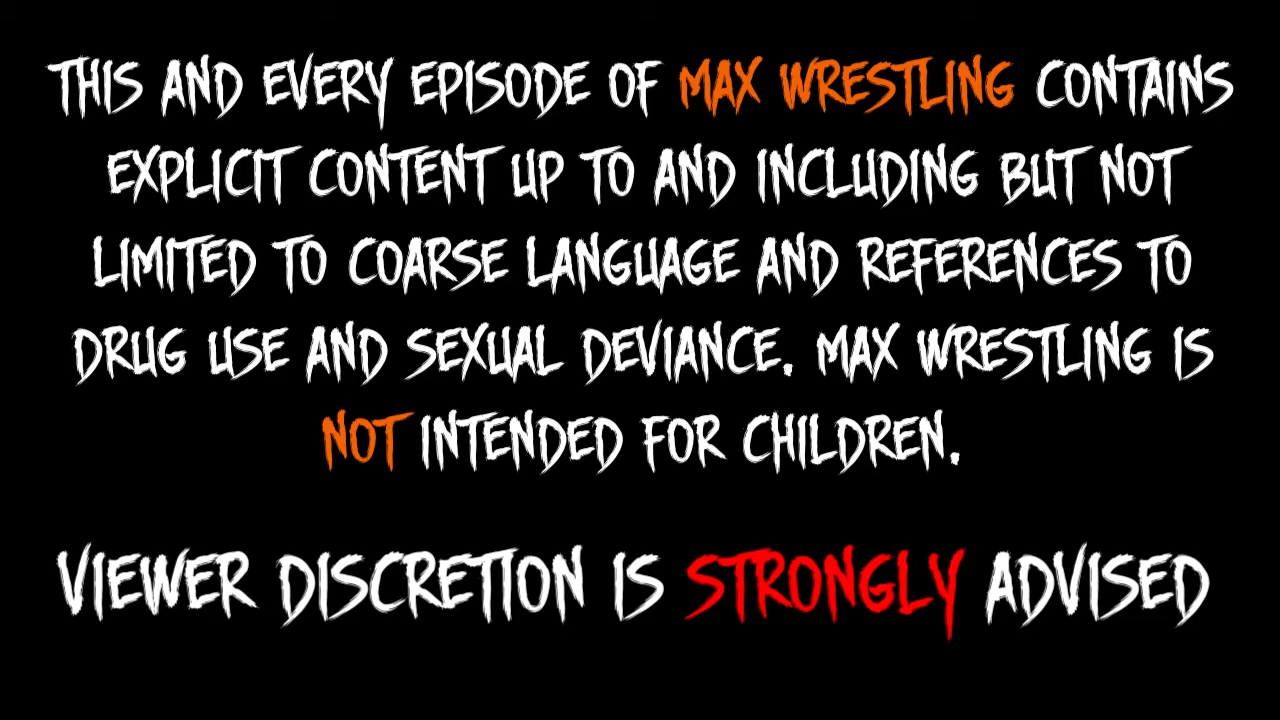 THIS AND EVERY EPISODE OF MAX WRESTLING CONTAINS
EXPLICIT CONTENT UP TO AND INCLUDING BUT NOT
LIMITED TO COARSE LANGUAGE AND REFERENCES TO
DRUG USE AND SEXUAL DEVIANCE. MAX WRESTLING IS
NOT INTENDED FOR CHILDREN.
VIEWER DISCRETION IS STRONGLY ADVISED